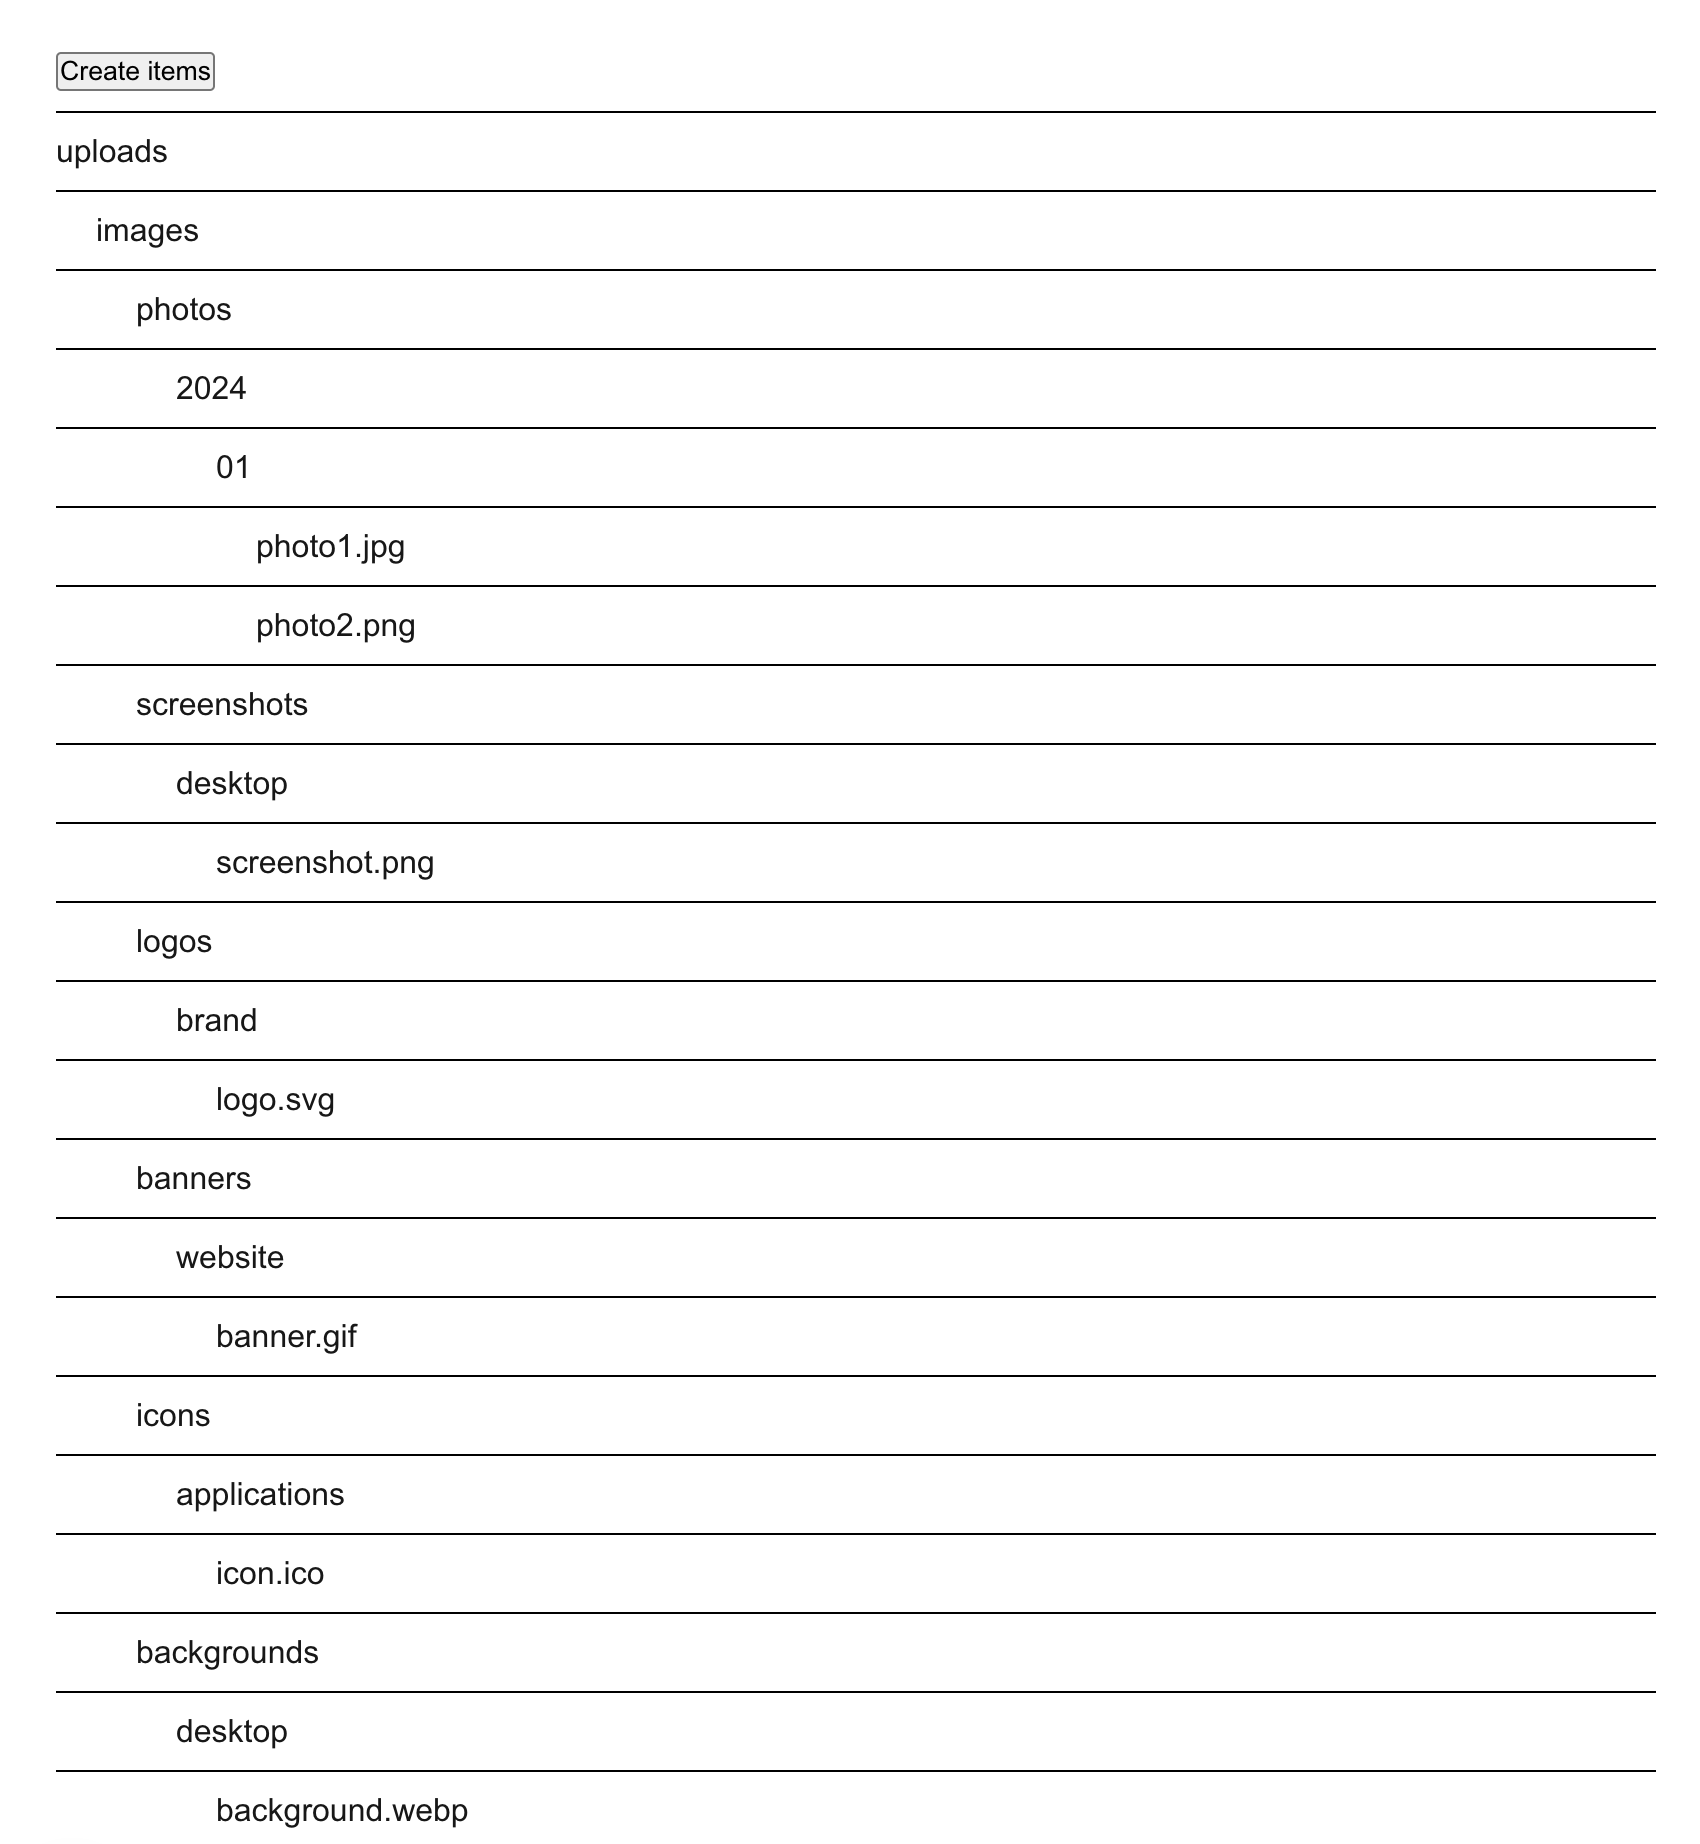 Create items
uploads
images
photos
2024
01
photo1.jpg
photo2.png
screenshots
desktop
screenshot.png
logos
brand
logo.svg
banners
website
banner.gif
icons
applications
icon.ico
backgrounds
desktop
background.webp